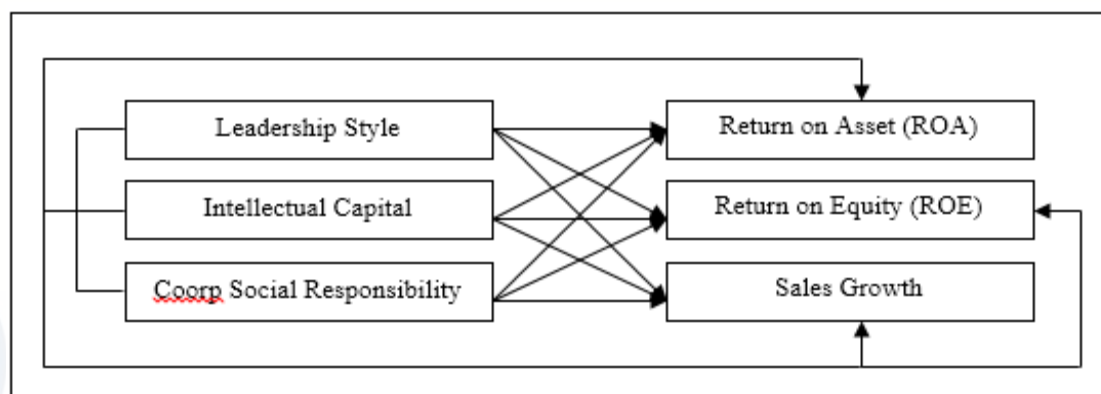 Leadership Style
Return on Asset (ROA)
Intellectual Capital
Return on Equity (ROE)
Coorp Social Responsibility
Sales Growth